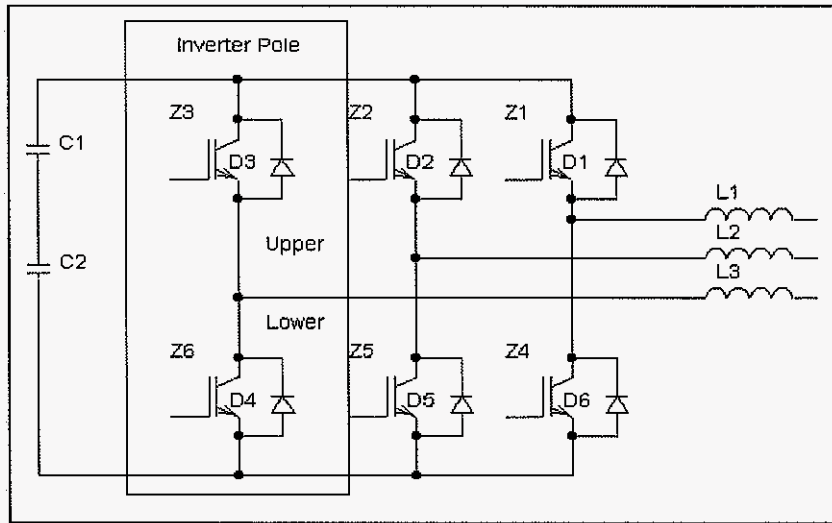 Inverter Pole
Z3 Z2 Z1
C1 D3 D2 D1
L1
Upper L2
C2 L3
Lower
Z6 Z5 Z4
D4 D5 D6